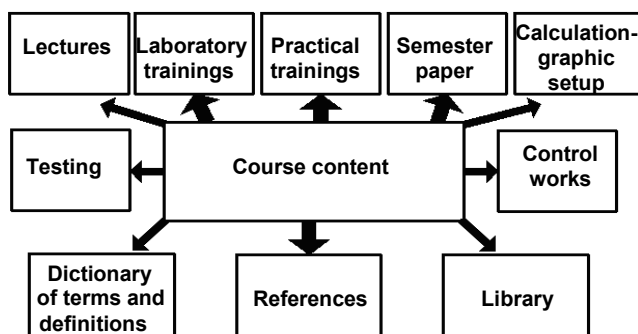 Lectures
Laboratory
trainings
Practical
trainings
Semester
paper
Calculation-
graphic
setup
Testing
Course content
Control
works
Dictionary
of terms and
definitions
References
Library